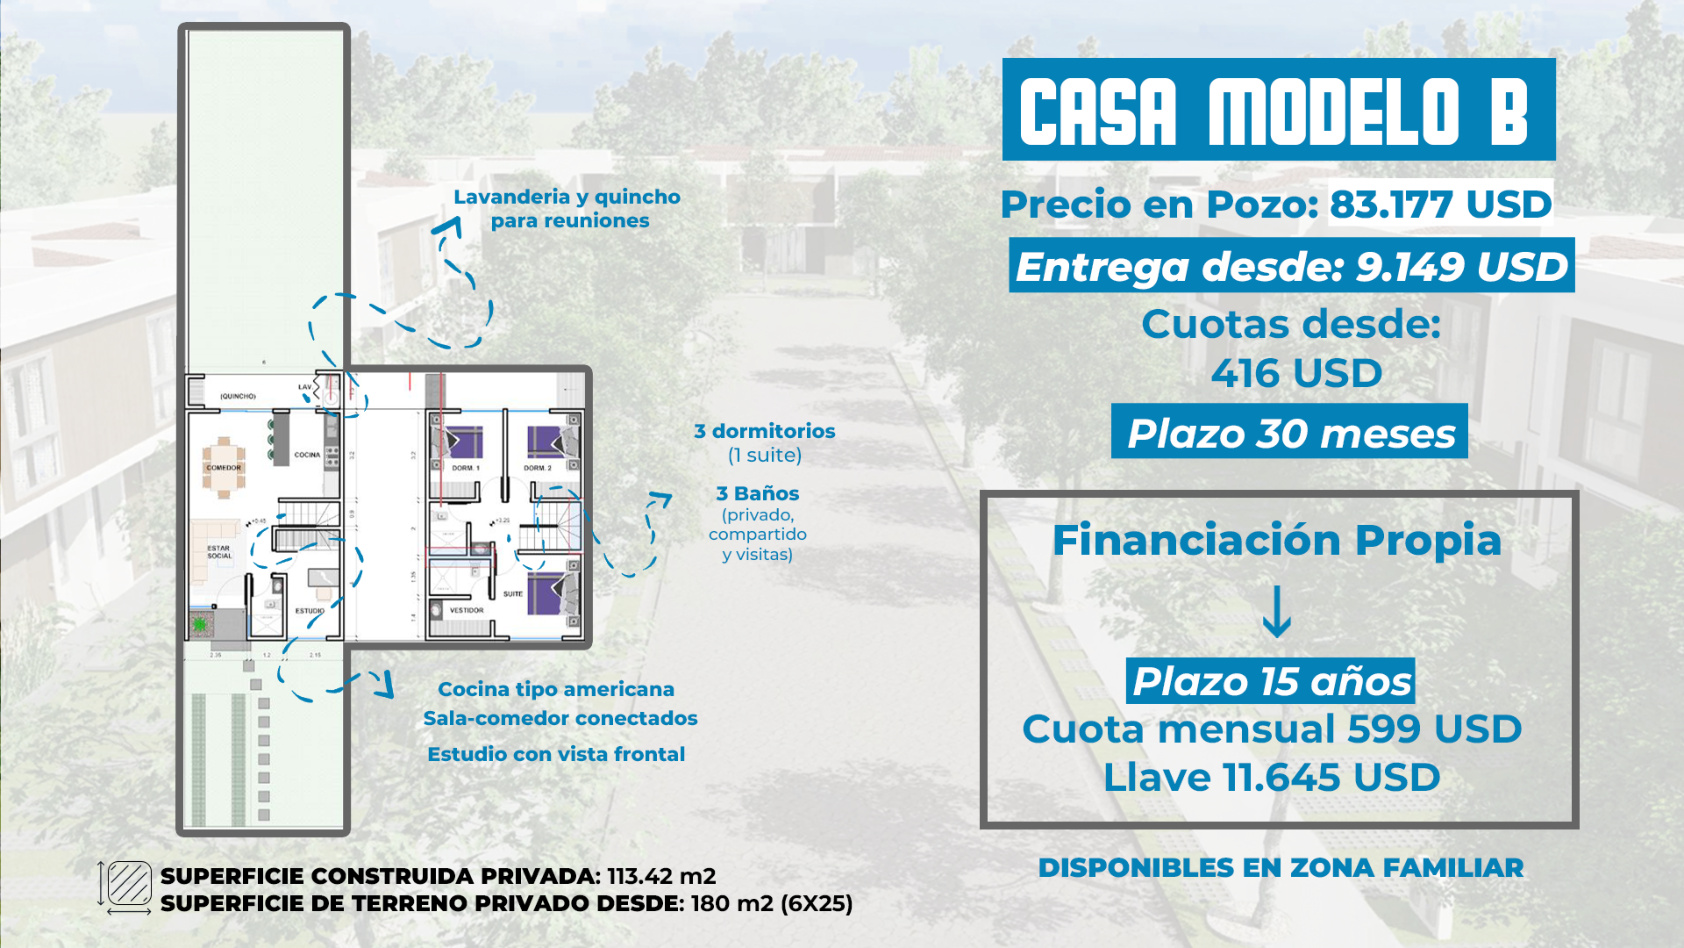 CASA MODELO B
Precio en Pozo: 83.177 USD
Entrega desde: 9.149 USD
Cuotas desde:
416 USD
Plazo 30 meses
Financiación Propia
Plazo 15 años
Cuota mensual 599 USD
Llave 11.645 USD
DISPONIBLES EN ZONA FAMILIAR
Lavanderia y quincho
para reuniones
3 dormitorios
(1 suite)
3 Baños
(privado,
compartido
y visitas)
Cocina tipo americana
Sala-comedor conectados
Estudio con vista frontal
(QUINCHO)
LAV.
COMEDOR
COCINA
ESTAR
SOCIAL
ESTUDIO
DORM. 1
DORM. 2
SUITE
VESTIDOR
SUPERFICIE CONSTRUIDA PRIVADA: 113.42 m2
SUPERFICIE DE TERRENO PRIVADO DESDE: 180 m2 (6X25)